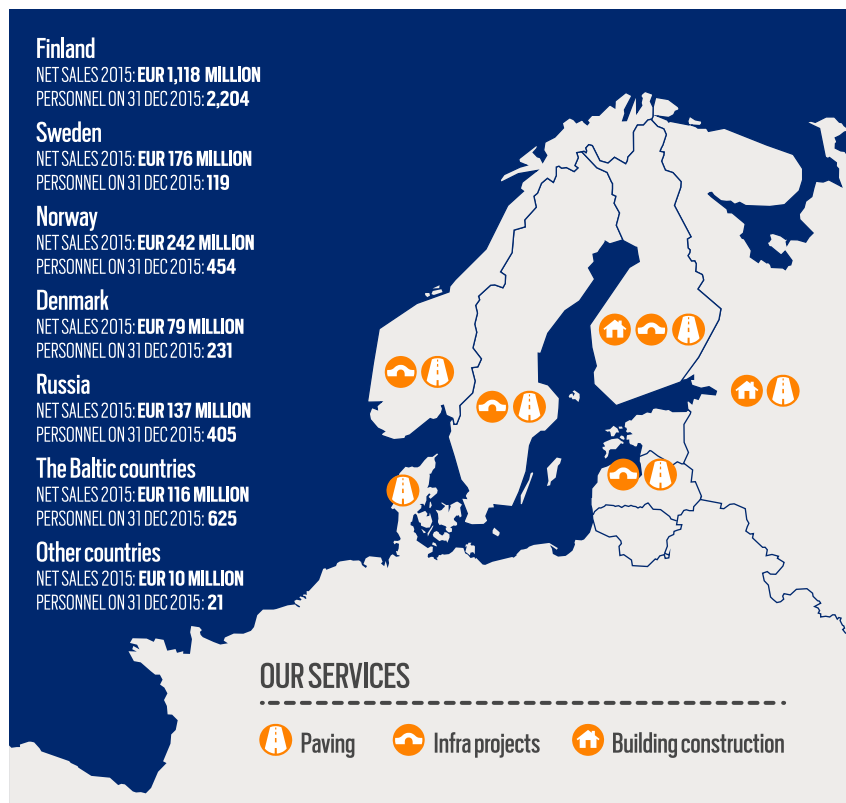 Finland
NET SALES 2015: EUR 1,118 MILLION
PERSONNEL ON 31 DEC 2015: 2,204
Sweden
NET SALES 2015: EUR 176 MILLION
PERSONNEL ON 31 DEC 2015: 119
Norway
NET SALES 2015: EUR 242 MILLION
PERSONNEL ON 31 DEC 2015: 454
Denmark
NET SALES 2015: EUR 79 MILLION
PERSONNEL ON 31 DEC 2015: 231
Russia
NET SALES 2015: EUR 137 MILLION
PERSONNEL ON 31 DEC 2015: 405
The Baltic countries
NET SALES 2015: EUR 116 MILLION
PERSONNEL ON 31 DEC 2015: 625
Other countries
NET SALES 2015: EUR 10 MILLION
PERSONNEL ON 31 DEC 2015: 21
OUR SERVICES
Paving Infra projects Building construction